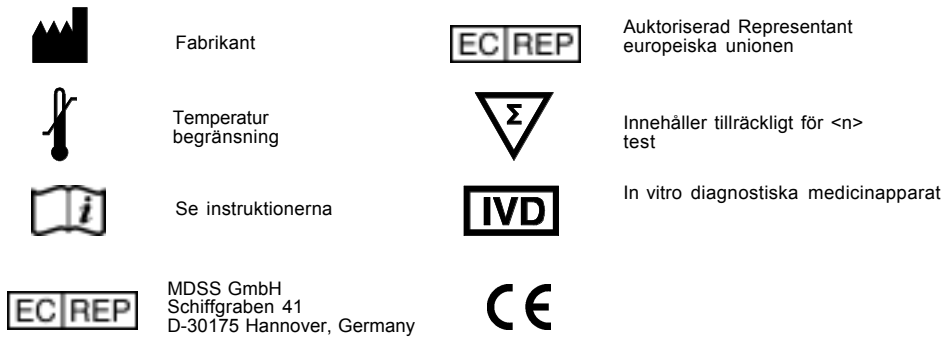 Fabrikant
EC REP
Auktoriserad Representant
europeiska unionen
Temperatur
begränsning
Σ
Innehåller tillräckligt för <n>
test
i
Se instruktionerna
IVD
In vitro diagnostiska medicinapparat
EC REP
MDSS GmbH
Schiffgraben 41
D-30175 Hannover, Germany
CE